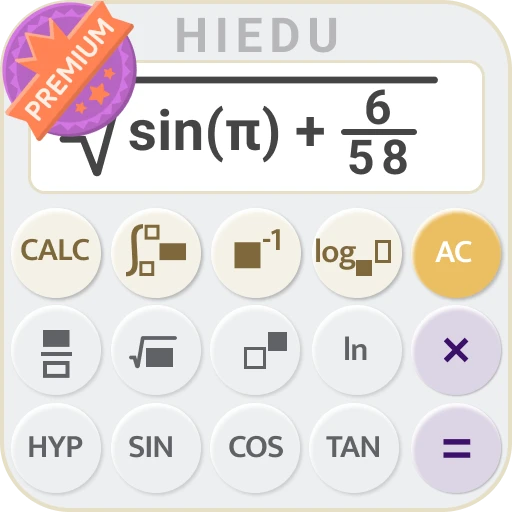 HIEDU
PREMIUM
√sin(π) + 6/58
CALC ∫□■ ■-1 log■□ AC
■/□ √■ □■ ln ×
HYP SIN COS TAN =